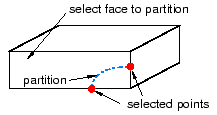 select face to partition
partition
selected points